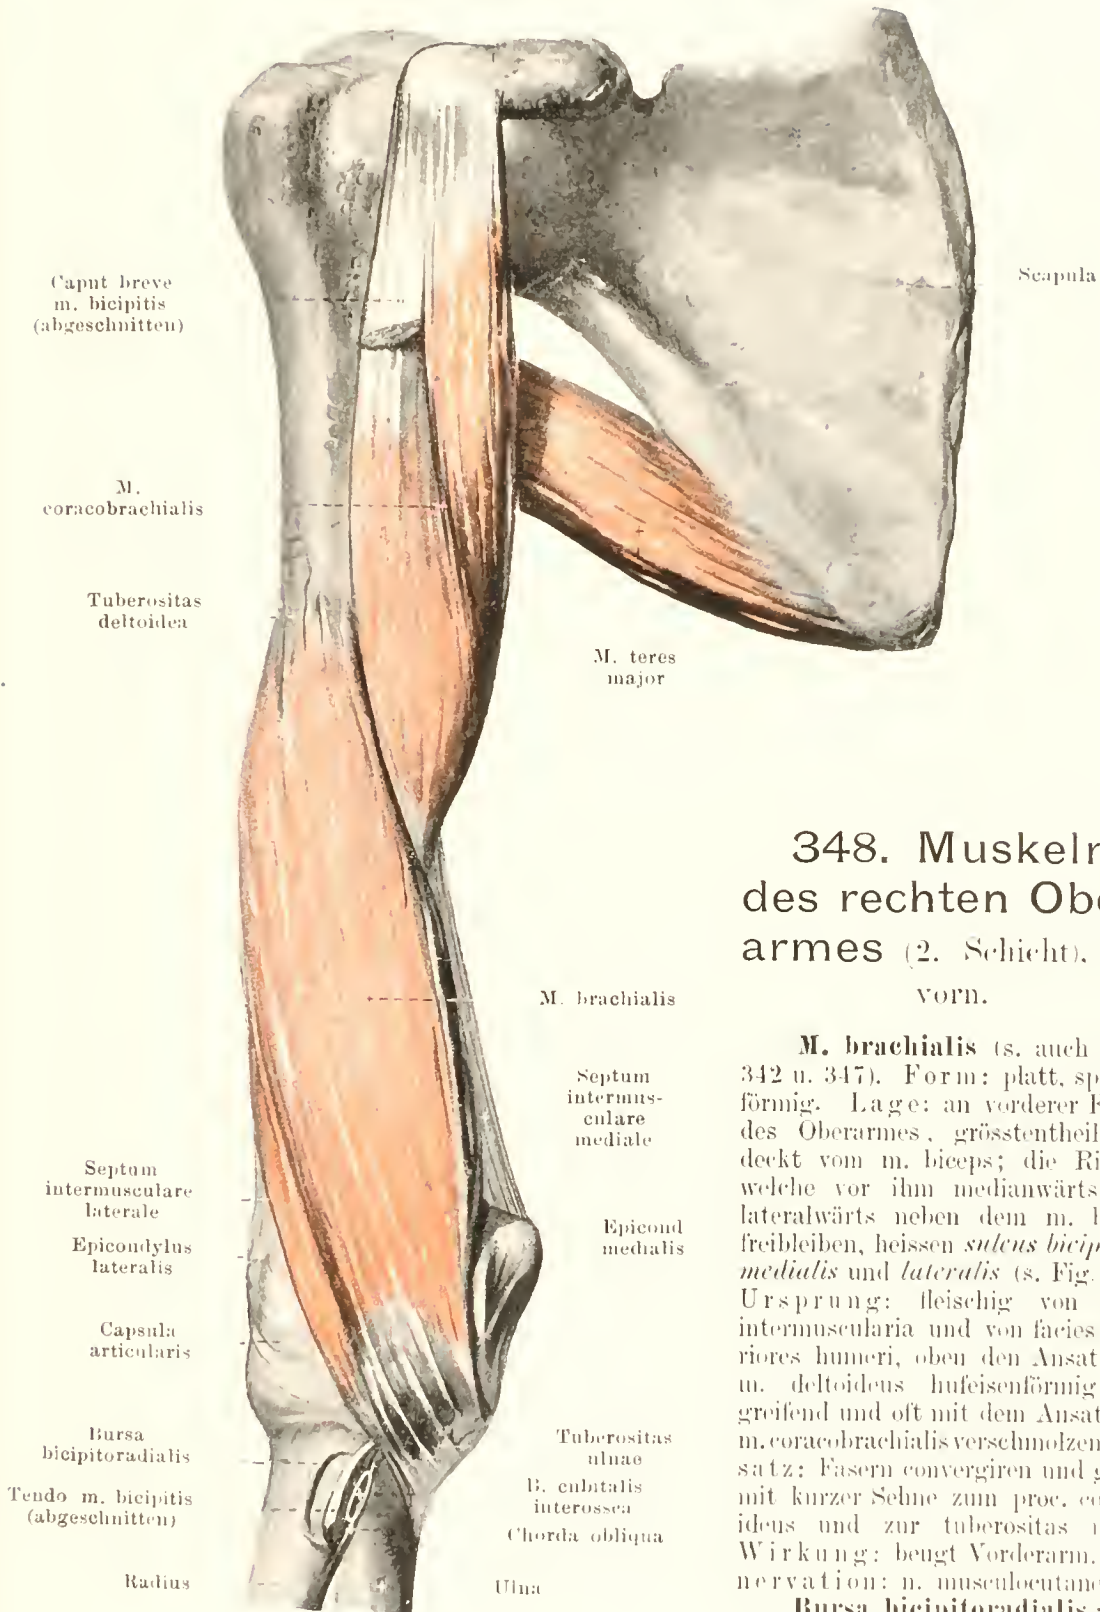 Caput breve
m. bicipitis
(abgeschnitten)
Scapula
M.
coracobrachialis
Tuberositas
deltoidea
M. teres
major
M. brachialis
Septum
intermus-
culare
mediale
Septum
intermusculare
laterale
Epicondylus
lateralis
Epicond
medialis
Capsula
articularis
Bursa
bicipitoradialis
Tuberositas
ulnae
Tendo m. bicipitis
(abgeschnitten)
B. cubitalis
interossea
Chorda obliqua
Radius
Ulna
348. Muskeln
des rechten Obe
armes (2. Schicht).
vorn.
M. brachialis (s. auch
342 u. 347). Form: platt, sp
förmig. Lage: an vorderer F
des Oberarmes, grösstentheil
deckt vom m. biceps; die Ri
welche vor ihm medianwärts
lateralwärts neben dem m. b
freibleiben, heissen sulcus bicip
medialis und lateralis (s. Fig.
Ursprung: fleischig von
intermuscularia und von facies
riores humeri, oben den Ansat
m. deltoideus hufeisenförmig
greifend und oft mit dem Ansat
m. coracobrachialis verschmolzen
satz: Fasern convergiren und g
mit kurzer Sehne zum proc. co
ideus und zur tuberositas u
Wirkung: beugt Vorderarm.
nervation: n. musculocutane
Bursa bicipitoradialis